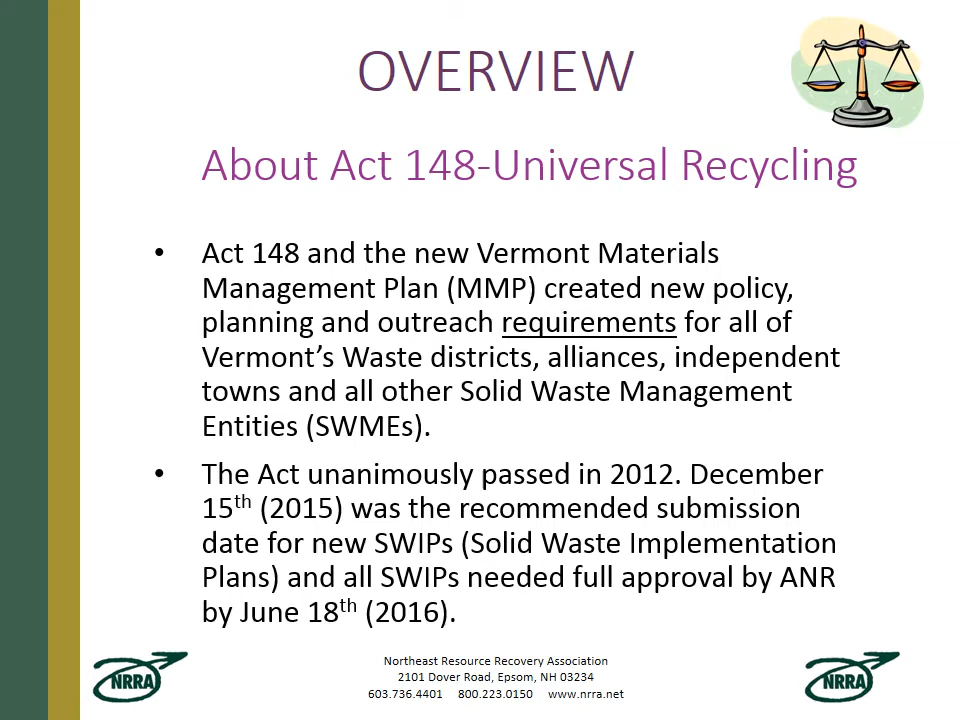 OVERVIEW
About Act 148-Universal Recycling
• Act 148 and the new Vermont Materials
Management Plan (MMP) created new policy,
planning and outreach requirements for all of
Vermont’s Waste districts, alliances, independent
towns and all other Solid Waste Management
Entities (SWMEs).
• The Act unanimously passed in 2012. December
15th (2015) was the recommended submission
date for new SWIPs (Solid Waste Implementation
Plans) and all SWIPs needed full approval by ANR
by June 18th (2016).
NRRA
Northeast Resource Recovery Association
2101 Dover Road, Epsom, NH 03234
603.736.4401 800.223.0150 www.nrra.net
NRRA